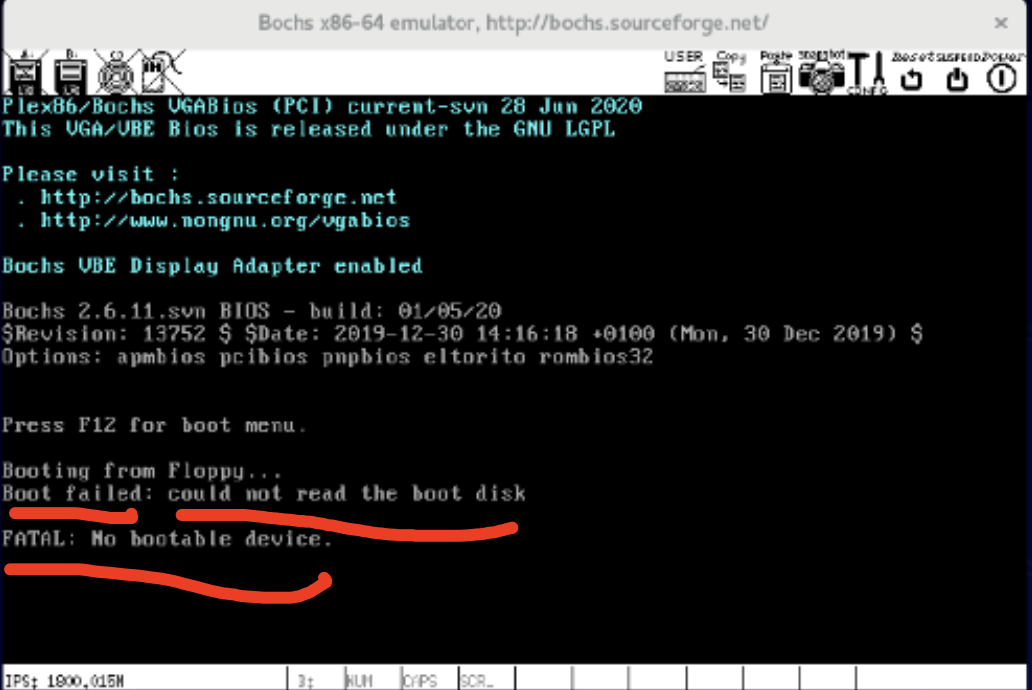 Bochs x86-64 emulator, http://bochs.sourceforge.net/
A: B: CD
USER Copy Paste snapshot CONFIG Reset SUSPEND Power
Plex86/Bochs VGABios (PCI) current-svn 28 Jun 2020
This VGA/VBE Bios is released under the GNU LGPL
Please visit :
. http://bochs.sourceforge.net
. http://www.nongnu.org/vgabios
Bochs VBE Display Adapter enabled
Bochs 2.6.11.svn BIOS - build: 01/05/20
$Revision: 13752 $ $Date: 2019-12-30 14:16:18 +0100 (Mon, 30 Dec 2019) $
Options: apmbios pcibios pnpbios eltorito rombios32
Press F12 for boot menu.
Booting from Floppy...
Boot failed: could not read the boot disk
FATAL: No bootable device.
IPS: 1800,015M B: NUM CAPS SCRL